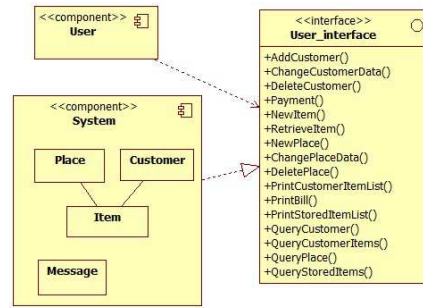 <<component>>
User
<<component>>
System
Place
Customer
Item
Message
<<interface>>
User_interface
+AddCustomer()
+ChangeCustomerData()
+DeleteCustomer()
+Payment()
+NewItem()
+RetrieveItem()
+NewPlace()
+ChangePlaceData()
+DeletePlace()
+PrintCustomerItemList()
+PrintBill()
+PrintStoredItemList()
+QueryCustomer()
+QueryCustomerItems()
+QueryPlace()
+QueryStoredItems()